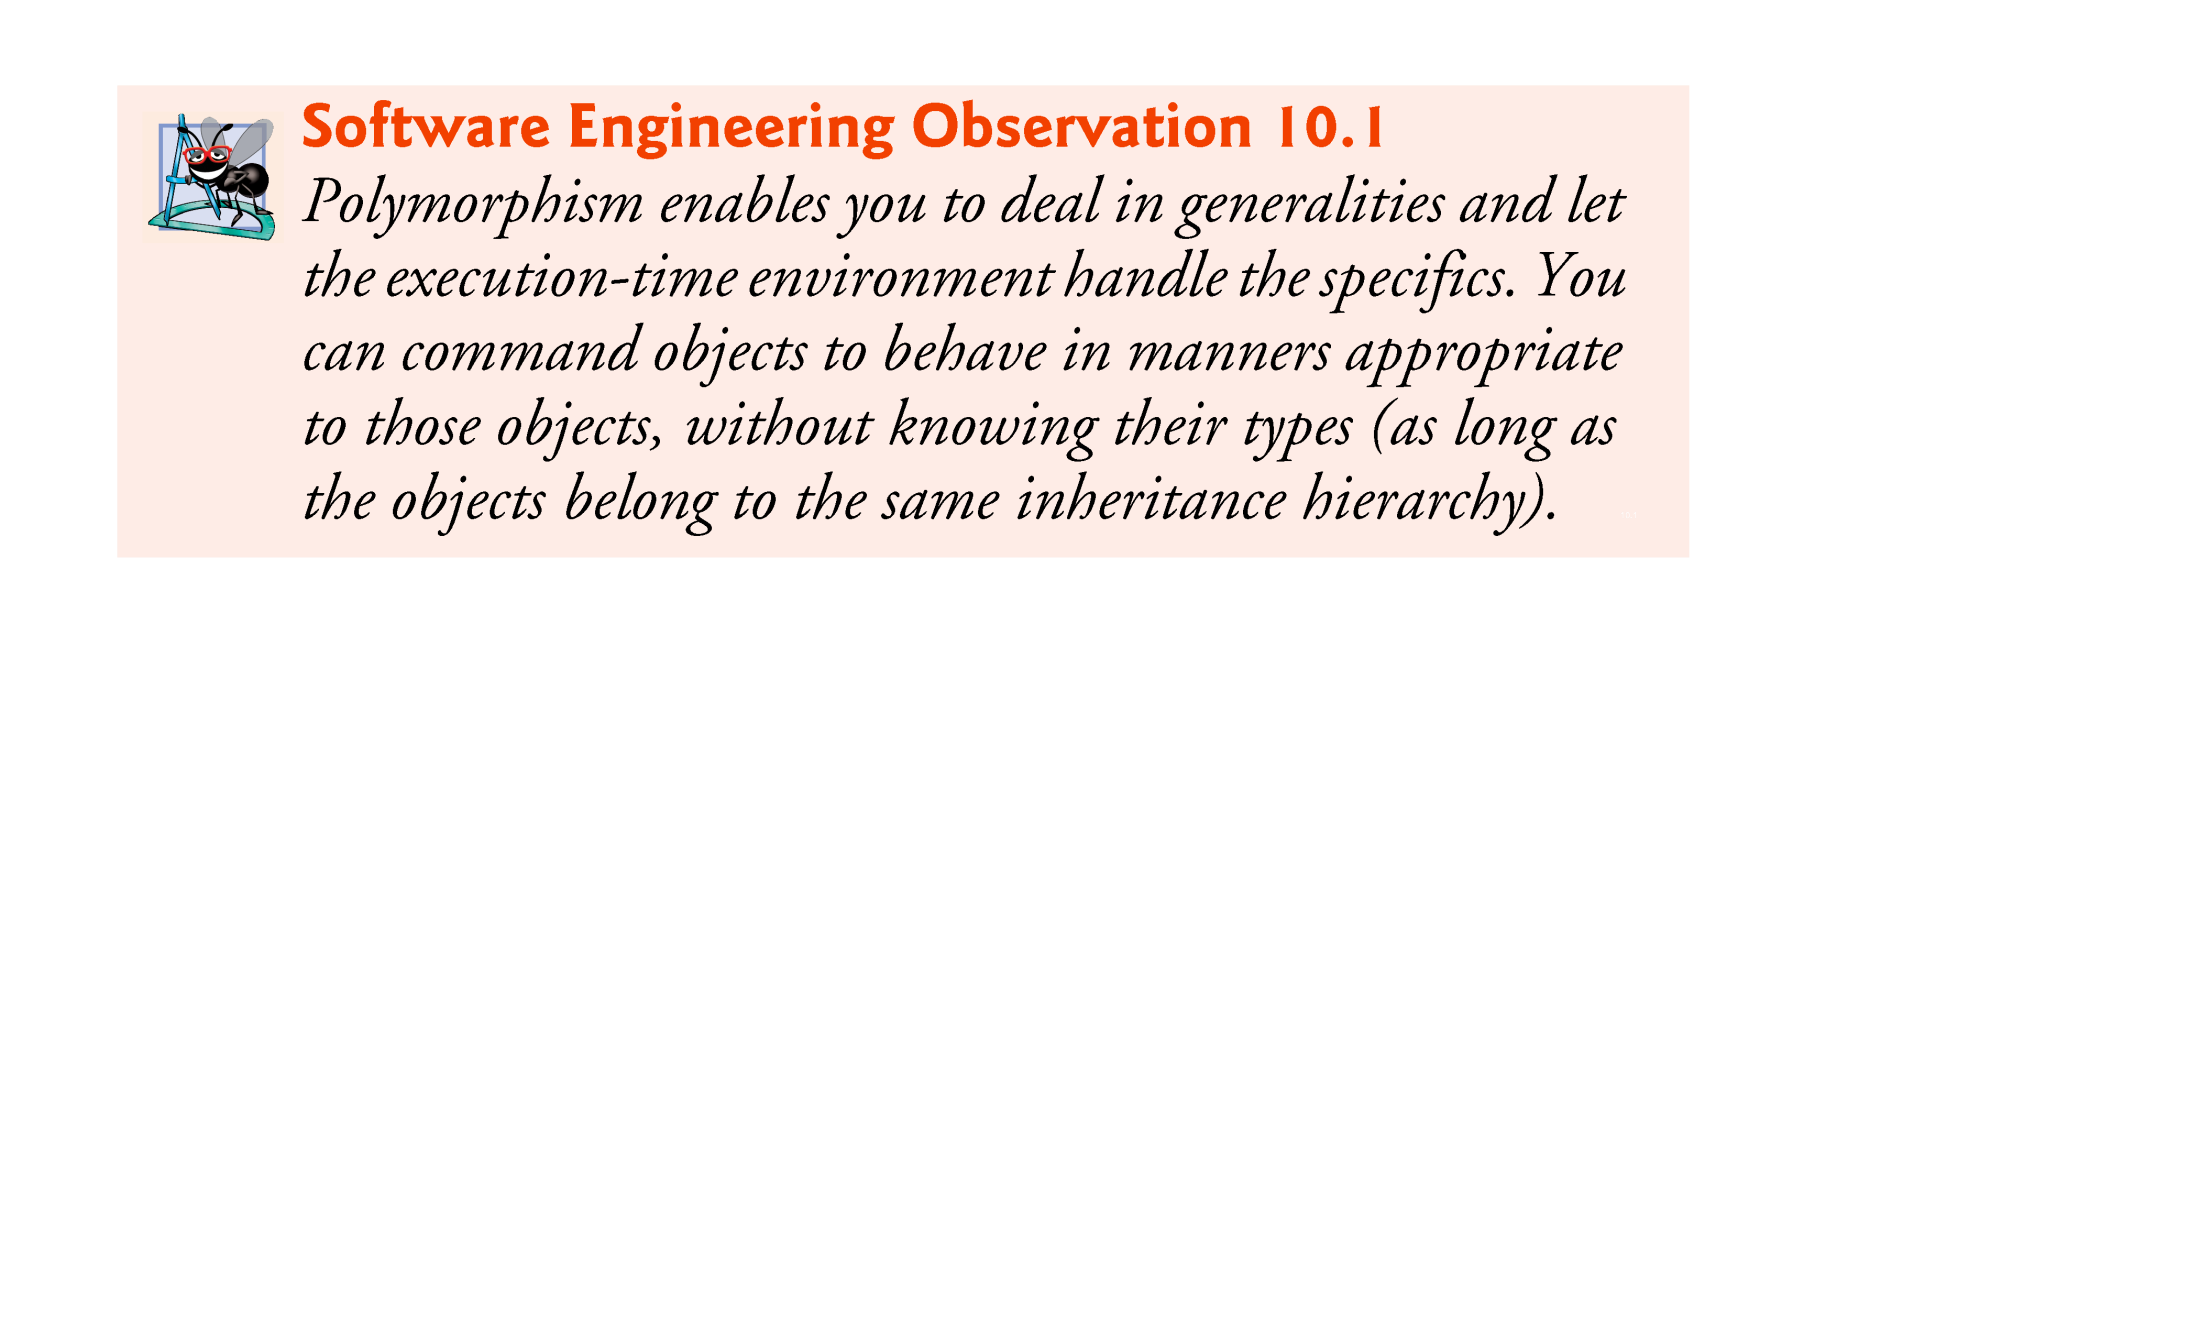 Software Engineering Observation 10.1
Polymorphism enables you to deal in generalities and let
the execution-time environment handle the specifics. You
can command objects to behave in manners appropriate
to those objects, without knowing their types (as long as
the objects belong to the same inheritance hierarchy).